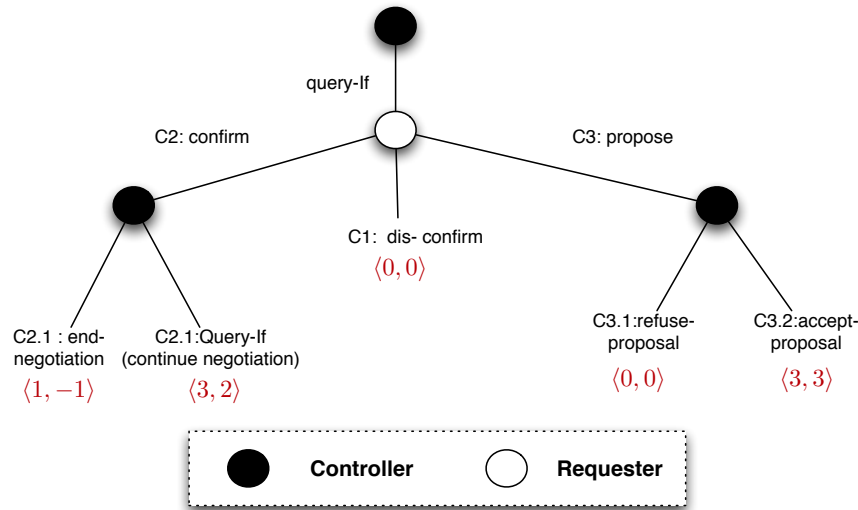 query-If
C2: confirm
C3: propose
C1:  dis- confirm
⟨0, 0⟩
C2.1 : end-
negotiation
⟨1, −1⟩
C2.1:Query-If
(continue negotiation)
⟨3, 2⟩
C3.1:refuse-
proposal
⟨0, 0⟩
C3.2:accept-
proposal
⟨3, 3⟩
Controller
Requester